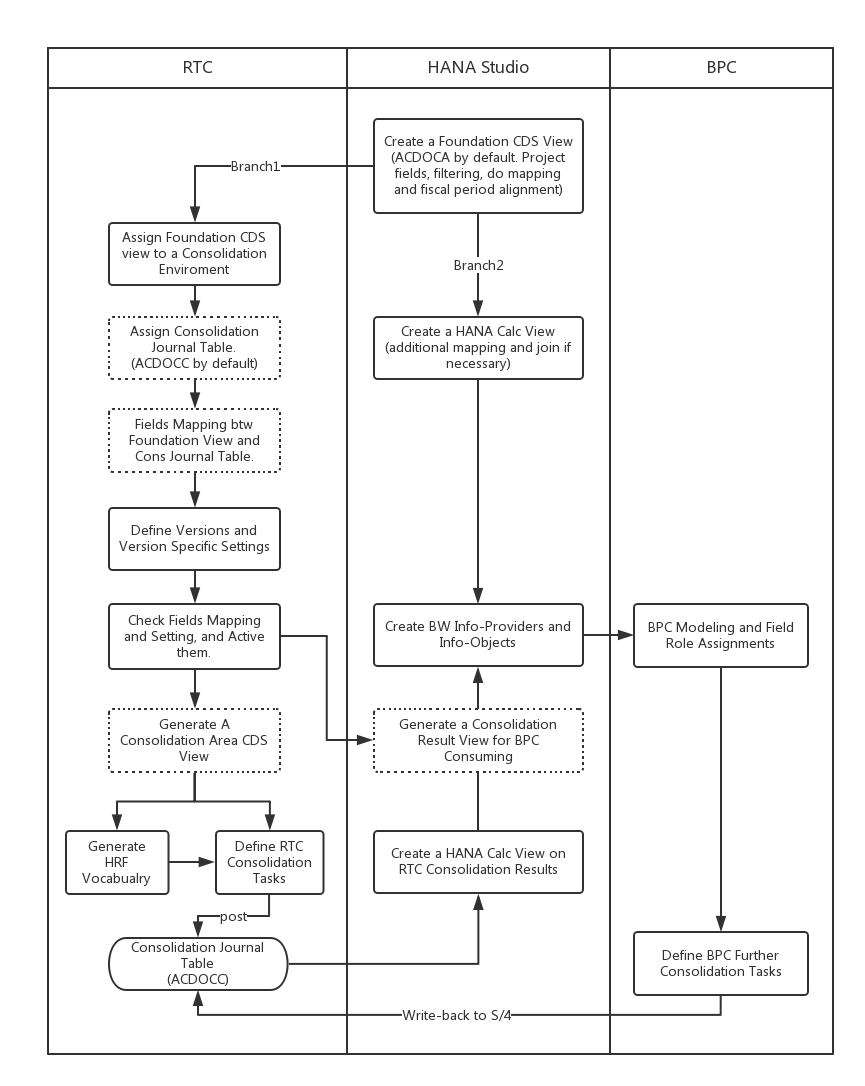 RTC
HANA Studio
BPC
Create a Foundation CDS View
(ACDOCA by default. Project
fields, filtering, do mapping
and fiscal period alignment)
Branch1
Assign Foundation CDS
view to a Consolidation
Enviroment
Branch2
Assign Consolidation
Journal Table.
(ACDOCC by default)
Create a HANA Calc View
(additional mapping and join if
necessary)
Fields Mapping btw
Foundation View and
Cons Journal Table.
Define Versions and
Version Specific Settings
Check Fields Mapping
and Setting, and Active
them.
Create BW Info-Providers and
Info-Objects
BPC Modeling and Field
Role Assignments
Generate A
Consolidation Area CDS
View
Generate a Consolidation
Result View for BPC
Consuming
Generate
HRF
Vocabualry
Define RTC
Consolidation
Tasks
Create a HANA Calc View on
RTC Consolidation Results
post
Consolidation Journal
Table
(ACDOCC)
Define BPC Further
Consolidation Tasks
Write-back to S/4